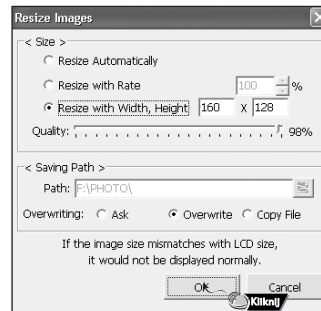 Resize Images
< Size >
Resize Automatically
Resize with Rate 100 %
Resize with Width, Height 160 X 128
Quality: 98%
< Saving Path >
Path: F:\PHOTO\
Overwriting: Ask Overwrite Copy File
If the image size mismatches with LCD size,
it would not be displayed normally.
OK Cancel
Kliknij